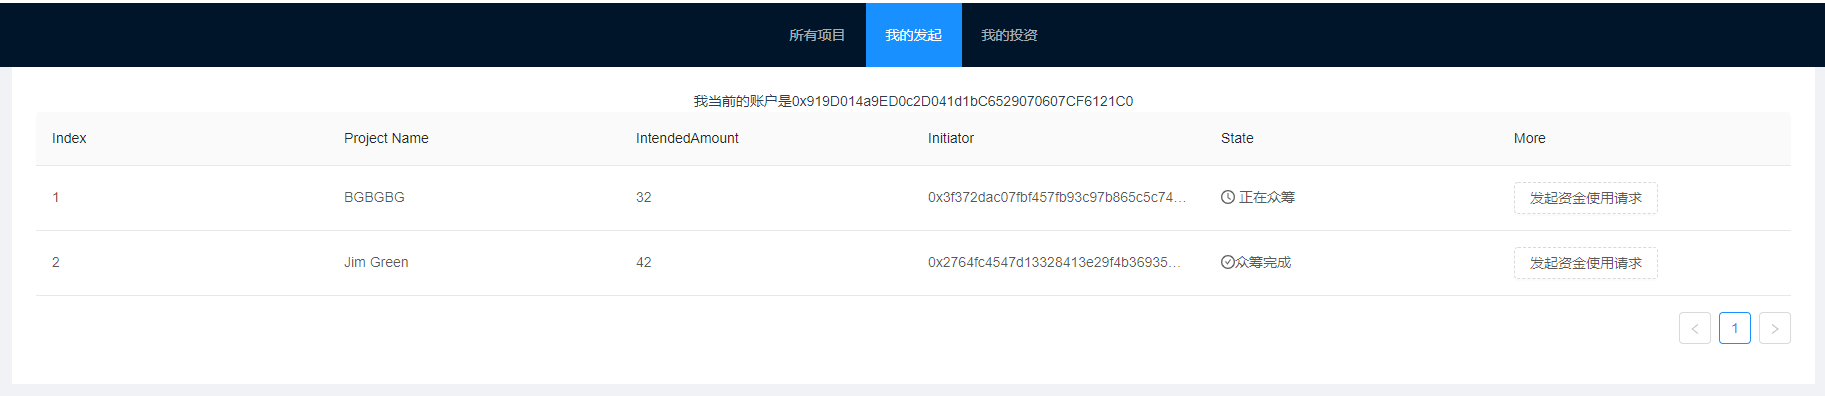 所有项目 我的发起 我的投资
我当前的账户是0x919D014a9ED0c2D041d1bC6529070607CF6121C0
Index Project Name IntendedAmount Initiator State More
1 BGBGBG 32 0x3f372dac07fbf457fb93c97b865c5c74... 正在众筹 发起资金使用请求
2 Jim Green 42 0x2764fc4547d13328413e29f4b36935... 众筹完成 发起资金使用请求
< 1 >